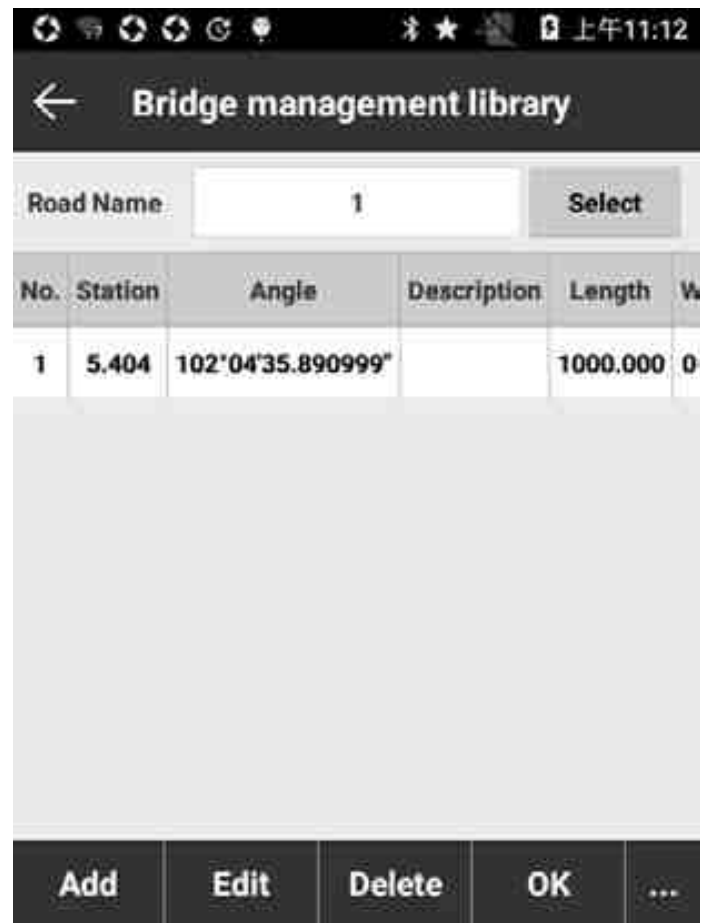 上午11:12
Bridge management library
Road Name 1 Select
No. Station Angle Description Length W
1 5.404 102°04'35.890999" 1000.000 0
Add Edit Delete OK ...